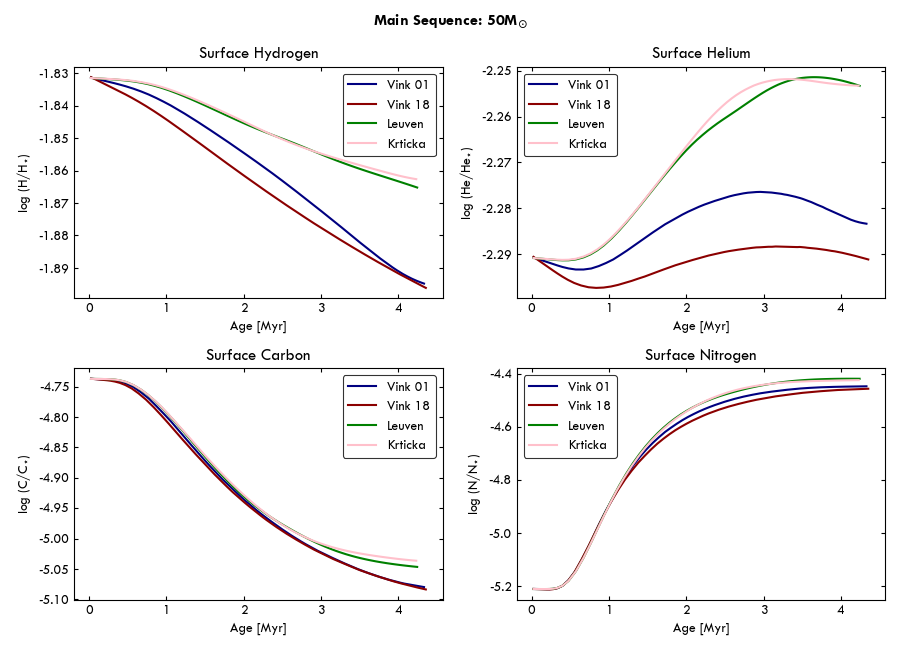 Main Sequence: 50M☉
Surface Hydrogen
-1.83
-1.84
-1.85
-1.86
-1.87
-1.88
-1.89
log (H/H⋆)
0 1 2 3 4
Age [Myr]
Vink 01
Vink 18
Leuven
Krticka
Surface Helium
-2.25
-2.26
-2.27
-2.28
-2.29
log (He/He⋆)
0 1 2 3 4
Age [Myr]
Vink 01
Vink 18
Leuven
Krticka
Surface Carbon
-4.75
-4.80
-4.85
-4.90
-4.95
-5.00
-5.05
-5.10
log (C/C⋆)
0 1 2 3 4
Age [Myr]
Vink 01
Vink 18
Leuven
Krticka
Surface Nitrogen
-4.4
-4.6
-4.8
-5.0
-5.2
log (N/N⋆)
0 1 2 3 4
Age [Myr]
Vink 01
Vink 18
Leuven
Krticka